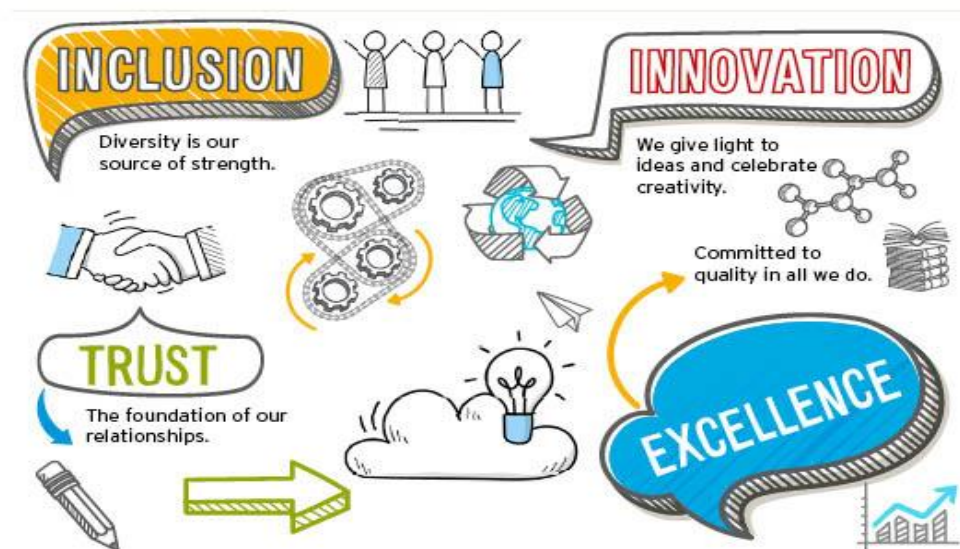 INCLUSION
Diversity is our
source of strength.
INNOVATION
We give light to
ideas and celebrate
creativity.
Committed to
quality in all we do.
TRUST
The foundation of our
relationships.
EXCELLENCE